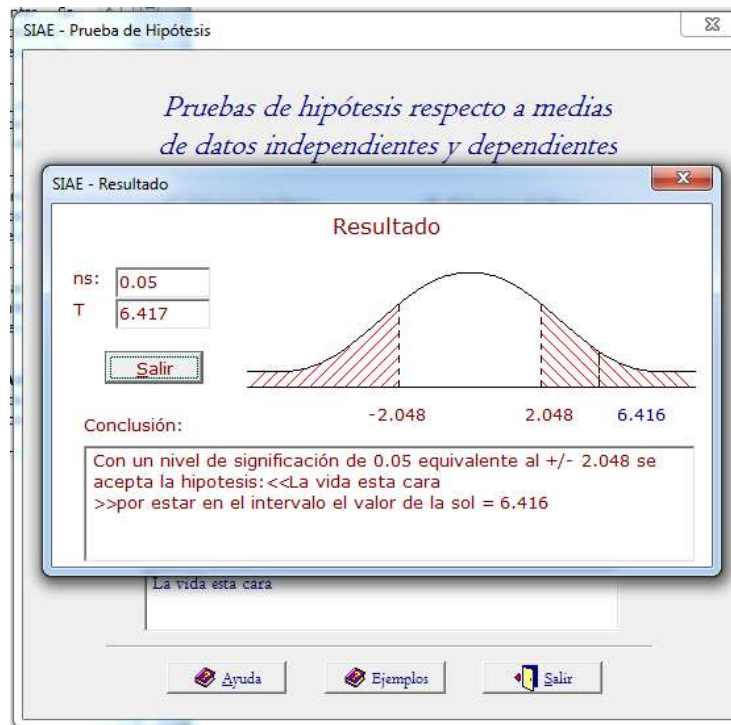 SIAE - Prueba de Hipótesis
Pruebas de hipótesis respecto a medias
de datos independientes y dependientes
SIAE - Resultado
Resultado
ns: 0.05
T 6.417
Salir
-2.048 2.048 6.416
Conclusión:
Con un nivel de significación de 0.05 equivalente al +/- 2.048 se
acepta la hipotesis:<<La vida esta cara
>>por estar en el intervalo el valor de la sol = 6.416
La vida esta cara
Ayuda Ejemplos Salir